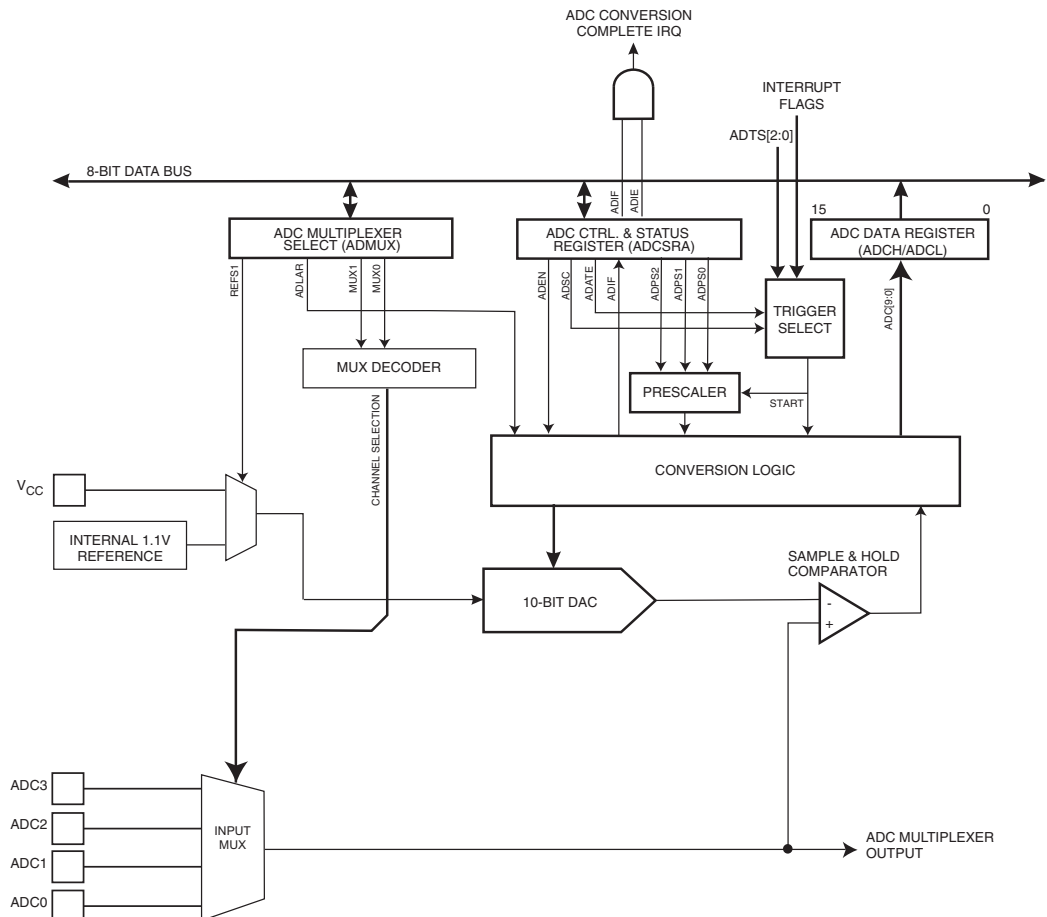 ADC CONVERSION
COMPLETE IRQ
INTERRUPT
FLAGS
ADTS[2:0]
8-BIT DATA BUS
ADIF
ADIE
15
0
ADC MULTIPLEXER
SELECT (ADMUX)
ADC CTRL. & STATUS
REGISTER (ADCSRA)
ADC DATA REGISTER
(ADCH/ADCL)
REFS1
ADLAR
MUX1
MUX0
ADEN
ADSC
ADATE
ADIF
ADPS2
ADPS1
ADPS0
ADC[9:0]
TRIGGER
SELECT
MUX DECODER
PRESCALER
START
CHANNEL SELECTION
CONVERSION LOGIC
VCC
INTERNAL 1.1V
REFERENCE
SAMPLE & HOLD
COMPARATOR
10-BIT DAC
-
+
ADC3
ADC2
ADC1
ADC0
INPUT
MUX
ADC MULTIPLEXER
OUTPUT